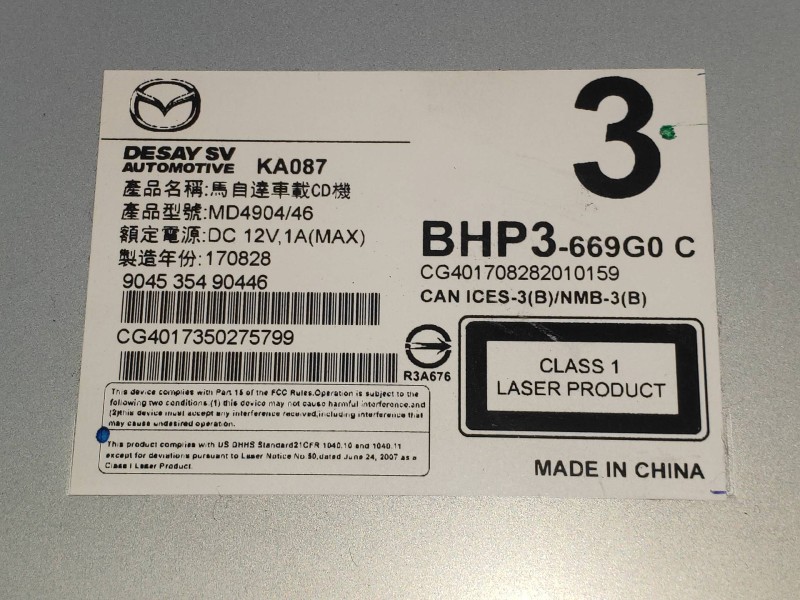 3
DESAY SV
AUTOMOTIVE KA087
產品名稱:馬自達車載CD機
產品型號:MD4904/46
額定電源:DC 12V,1A(MAX)
製造年份:170828
9045 354 90446
CG4017350275799
BHP3-669G0 C
CG401708282010159
CAN ICES-3(B)/NMB-3(B)
R3A676
CLASS 1
LASER PRODUCT
This device complies with Part 15 of the FCC Rules.Operation is subject to the
following two conditions.(1) this device may not cause harmful interference.and
(2)this device must accept any interference received,including interference that
may cause undesired operation.
This product complies with US DHHS Standard21CFR 1040.10 and 1040.11
except for deviations pursuant to Laser Notice No.50,dated June 24, 2007 as a
Class I Laser Product.
MADE IN CHINA